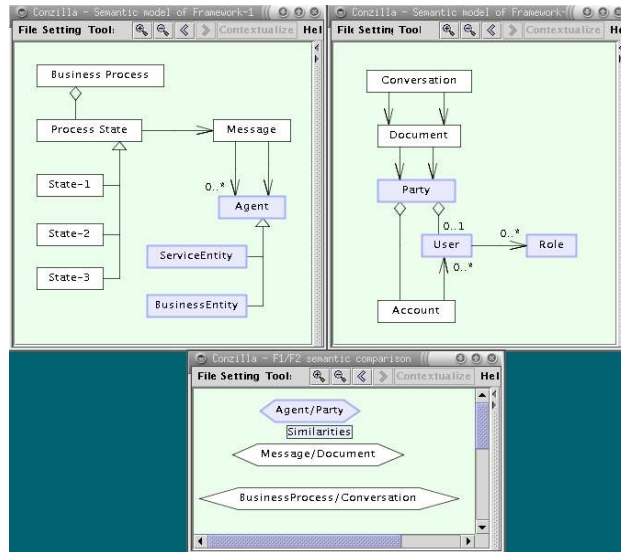 Conzilla - Semantic model of Framework-1
File Setting Tool: Contextualize Hel
Business Process
Process State
Message
State-1
0..*
Agent
State-2
ServiceEntity
State-3
BusinessEntity
Conzilla - Semantic model of Framework-
File Settin Tool Contextualize He
Conversation
Document
Party
0..1
User
0..*
Role
0..*
Account
Conzilla - F1/F2 semantic comparison
File Setting Tool: Contextualize Hel
Agent/Party
Similarities
Message/Document
BusinessProcess/Conversation